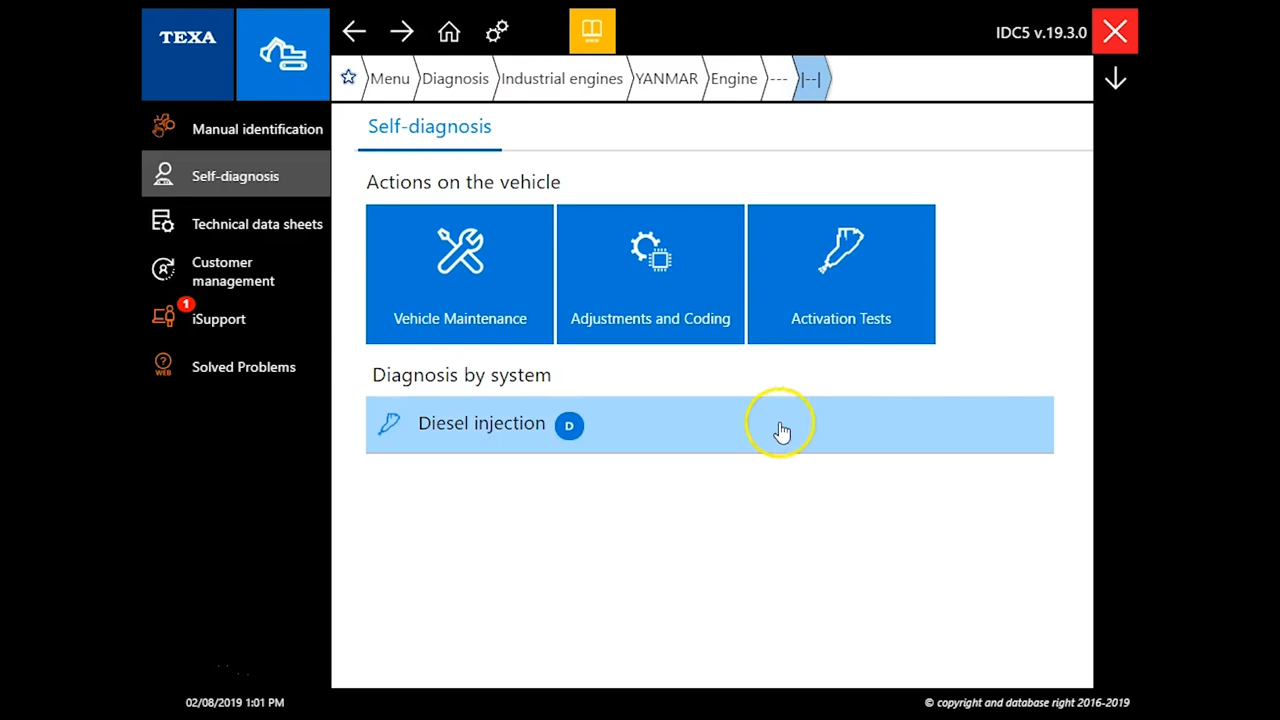 TEXA
IDC5 v.19.3.0
Menu Diagnosis Industrial engines YANMAR Engine --- |--|
Manual identification
Self-diagnosis
Technical data sheets
Customer
management
1
iSupport
WEB
Solved Problems
Self-diagnosis
Actions on the vehicle
Vehicle Maintenance Adjustments and Coding Activation Tests
Diagnosis by system
Diesel injection D
02/08/2019 1:01 PM
© copyright and database right 2016-2019